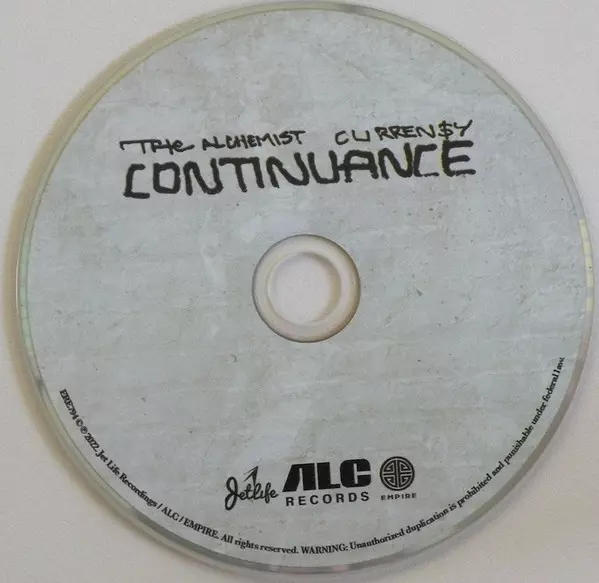 THE ALCHEMIST CURREN$Y
CONTINUANCE
Jetlife
ALC
RECORDS
EMPIRE
ERE794 © ℗ 2022. Jet Life Recordings / ALC / EMPIRE. All rights reserved. WARNING: Unauthorized duplication is prohibited and punishable under federal law.